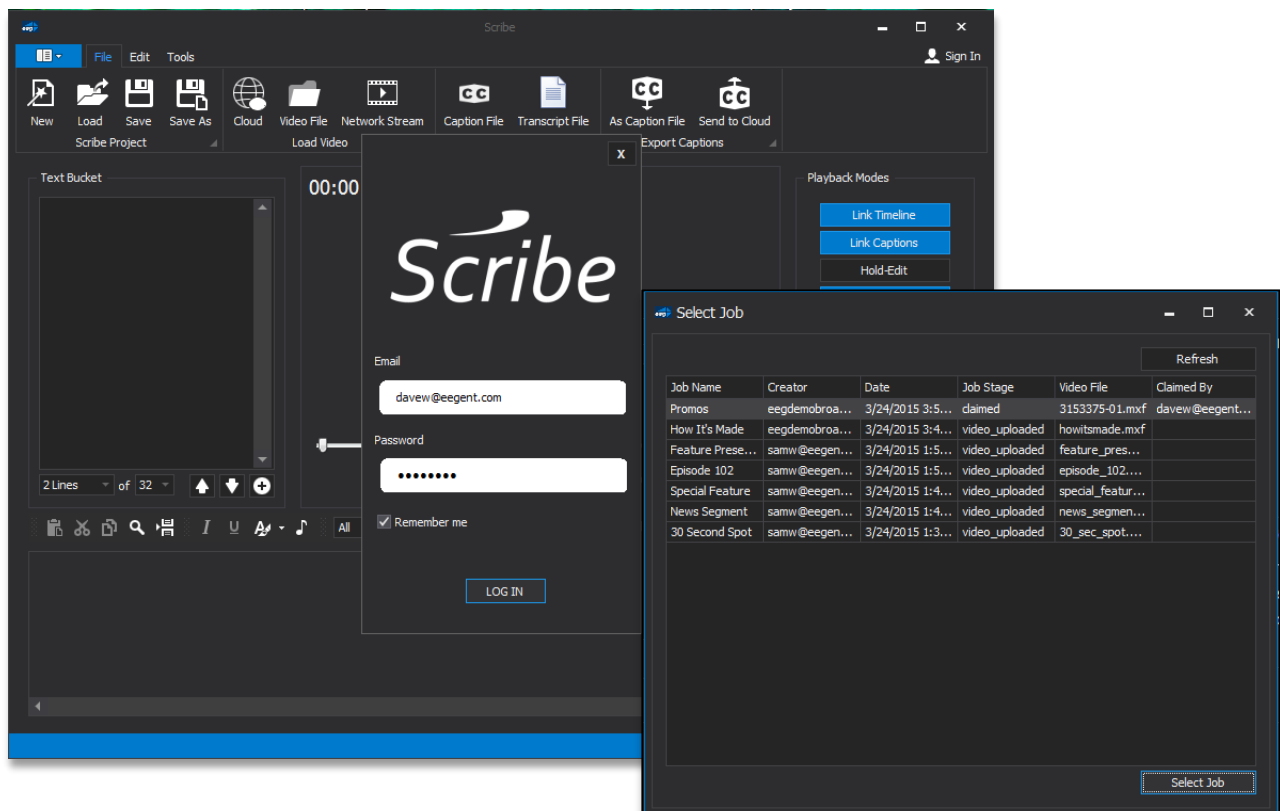 Scribe
File Edit Tools
Sign In
New Load Save Save As Cloud Video File Network Stream Caption File Transcript File As Caption File Send to Cloud
Scribe Project Load Video Export Captions
x
Text Bucket
00:00
Playback Modes
Link Timeline
Link Captions
Hold-Edit
Scribe
Email
davew@eegent.com
Password
Remember me
LOG IN
2 Lines of 32
All
Select Job
Refresh
Job Name Creator Date Job Stage Video File Claimed By
Promos eegdemobroa... 3/24/2015 3:5... claimed 3153375-01.mxf davew@eegent...
How It's Made eegdemobroa... 3/24/2015 3:4... video_uploaded howitsmade.mxf
Feature Prese... samw@eegen... 3/24/2015 1:5... video_uploaded feature_pres...
Episode 102 samw@eegen... 3/24/2015 1:5... video_uploaded episode_102....
Special Feature samw@eegen... 3/24/2015 1:4... video_uploaded special_featur...
News Segment samw@eegen... 3/24/2015 1:4... video_uploaded news_segmen...
30 Second Spot samw@eegen... 3/24/2015 1:3... video_uploaded 30_sec_spot....
Select Job